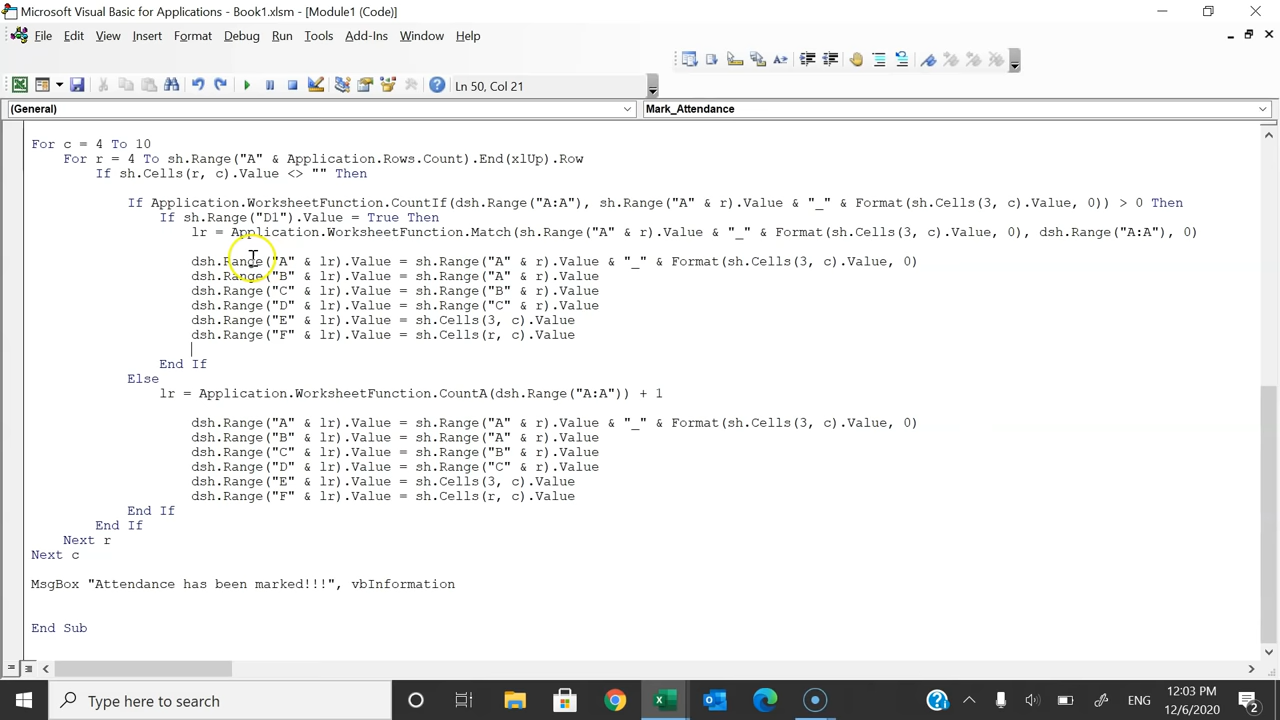 Microsoft Visual Basic for Applications - Book1.xlsm - [Module1 (Code)]
File Edit View Insert Format Debug Run Tools Add-Ins Window Help
Ln 50, Col 21
(General) Mark_Attendance
For c = 4 To 10
For r = 4 To sh.Range("A" & Application.Rows.Count).End(xlUp).Row
If sh.Cells(r, c).Value <> "" Then
If Application.WorksheetFunction.CountIf(dsh.Range("A:A"), sh.Range("A" & r).Value & "_" & Format(sh.Cells(3, c).Value, 0)) > 0 Then
If sh.Range("D1").Value = True Then
lr = Application.WorksheetFunction.Match(sh.Range("A" & r).Value & "_" & Format(sh.Cells(3, c).Value, 0), dsh.Range("A:A"), 0)
dsh.Range("A" & lr).Value = sh.Range("A" & r).Value & "_" & Format(sh.Cells(3, c).Value, 0)
dsh.Range("B" & lr).Value = sh.Range("A" & r).Value
dsh.Range("C" & lr).Value = sh.Range("B" & r).Value
dsh.Range("D" & lr).Value = sh.Range("C" & r).Value
dsh.Range("E" & lr).Value = sh.Cells(3, c).Value
dsh.Range("F" & lr).Value = sh.Cells(r, c).Value
End If
Else
lr = Application.WorksheetFunction.CountA(dsh.Range("A:A")) + 1
dsh.Range("A" & lr).Value = sh.Range("A" & r).Value & "_" & Format(sh.Cells(3, c).Value, 0)
dsh.Range("B" & lr).Value = sh.Range("A" & r).Value
dsh.Range("C" & lr).Value = sh.Range("B" & r).Value
dsh.Range("D" & lr).Value = sh.Range("C" & r).Value
dsh.Range("E" & lr).Value = sh.Cells(3, c).Value
dsh.Range("F" & lr).Value = sh.Cells(r, c).Value
End If
End If
Next r
Next c
MsgBox "Attendance has been marked!!!", vbInformation
End Sub
Type here to search
ENG
12:03 PM
12/6/2020
2